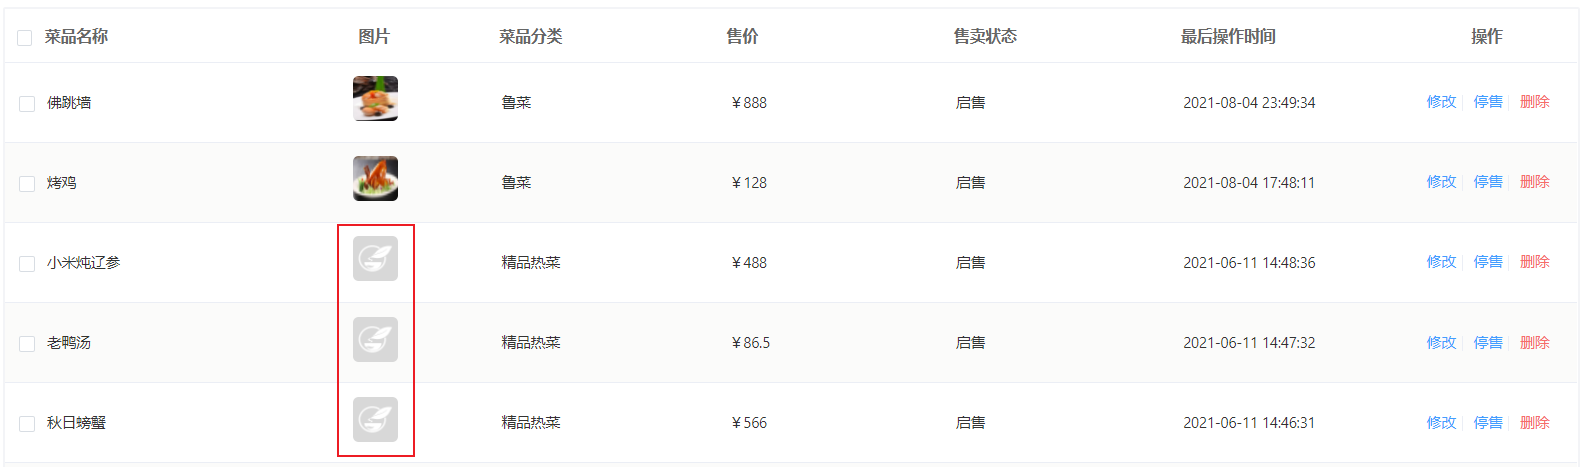 菜品名称 图片 菜品分类 售价 售卖状态 最后操作时间 操作
佛跳墙 鲁菜 ￥888 启售 2021-08-04 23:49:34 修改 停售 删除
烤鸡 鲁菜 ￥128 启售 2021-08-04 17:48:11 修改 停售 删除
小米炖辽参 精品热菜 ￥488 启售 2021-06-11 14:48:36 修改 停售 删除
老鸭汤 精品热菜 ￥86.5 启售 2021-06-11 14:47:32 修改 停售 删除
秋日螃蟹 精品热菜 ￥566 启售 2021-06-11 14:46:31 修改 停售 删除